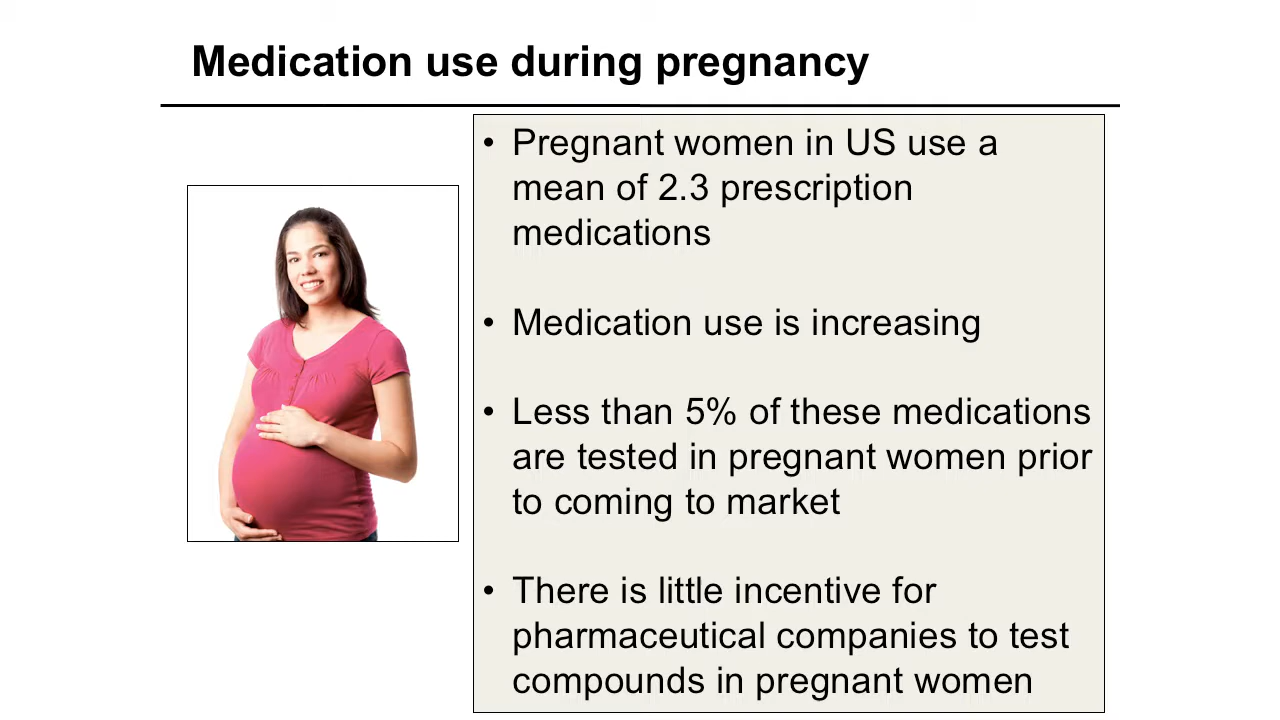 Medication use during pregnancy
• Pregnant women in US use a
mean of 2.3 prescription
medications
• Medication use is increasing
• Less than 5% of these medications
are tested in pregnant women prior
to coming to market
• There is little incentive for
pharmaceutical companies to test
compounds in pregnant women